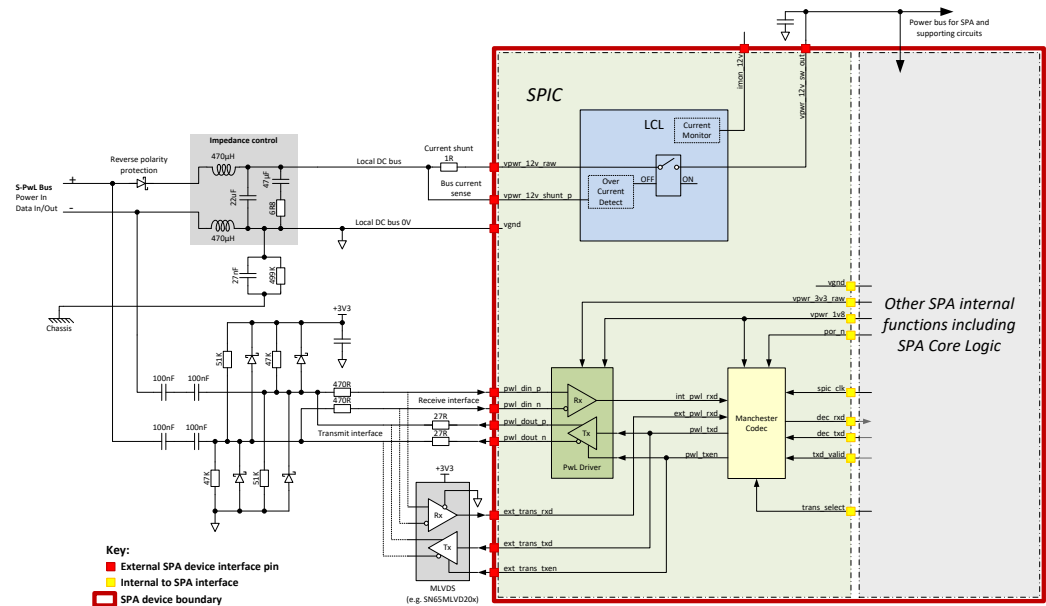 Power bus for SPA and
supporting circuits
imon_12v
vpwr_12v_sw_out
SPIC
LCL
Current
Monitor
Impedance control
470µH
Reverse polarity
protection
Current shunt
1R
Local DC bus
vpwr_12v_raw
OFF
ON
Over
Current
Detect
S-PwL Bus
Power In
Data In/Out
+
-
22uF
47µF
6R8
Bus current
sense
vpwr_12v_shunt_p
Local DC bus 0V
vgnd
470µH
27nF
499K
Chassis
vgnd
vpwr_3v3_raw
vpwr_1v8
por_n
Other SPA internal
functions including
SPA Core Logic
+3V3
51K
47K
100nF
100nF
470R
pwl_din_p
Rx
int_pwl_rxd
spic_clk
470R
Receive interface
pwl_din_n
ext_pwl_rxd
Manchester
Codec
dec_rxd
27R
pwl_dout_p
Tx
pwl_txd
dec_txd
100nF
100nF
Transmit interface
27R
pwl_dout_n
pwl_txen
txd_valid
PwL Driver
47K
51K
+3V3
trans_select
Rx
ext_trans_rxd
Tx
ext_trans_txd
ext_trans_txen
MLVDS
(e.g. SN65MLVD20x)
Key:
External SPA device interface pin
Internal to SPA interface
SPA device boundary